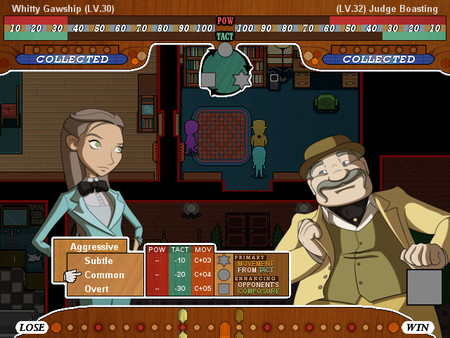 Whitty Gawship (LV.30)
(LV.32) Judge Boasting
POW
10 20 30 40 50 60 70 80 90 100
100 90 80 70 60 50 40 30 20 10
TACT
COLLECTED
COLLECTED
Aggressive
POW TACT MOV
Subtle -- -10 C+03
Common -- -20 C+04
Overt -- -30 C+05
PRIMARY
MOVEMENT
FROM TACT
ENHANCING
OPPONENTS
COMPOSURE
LOSE
WIN